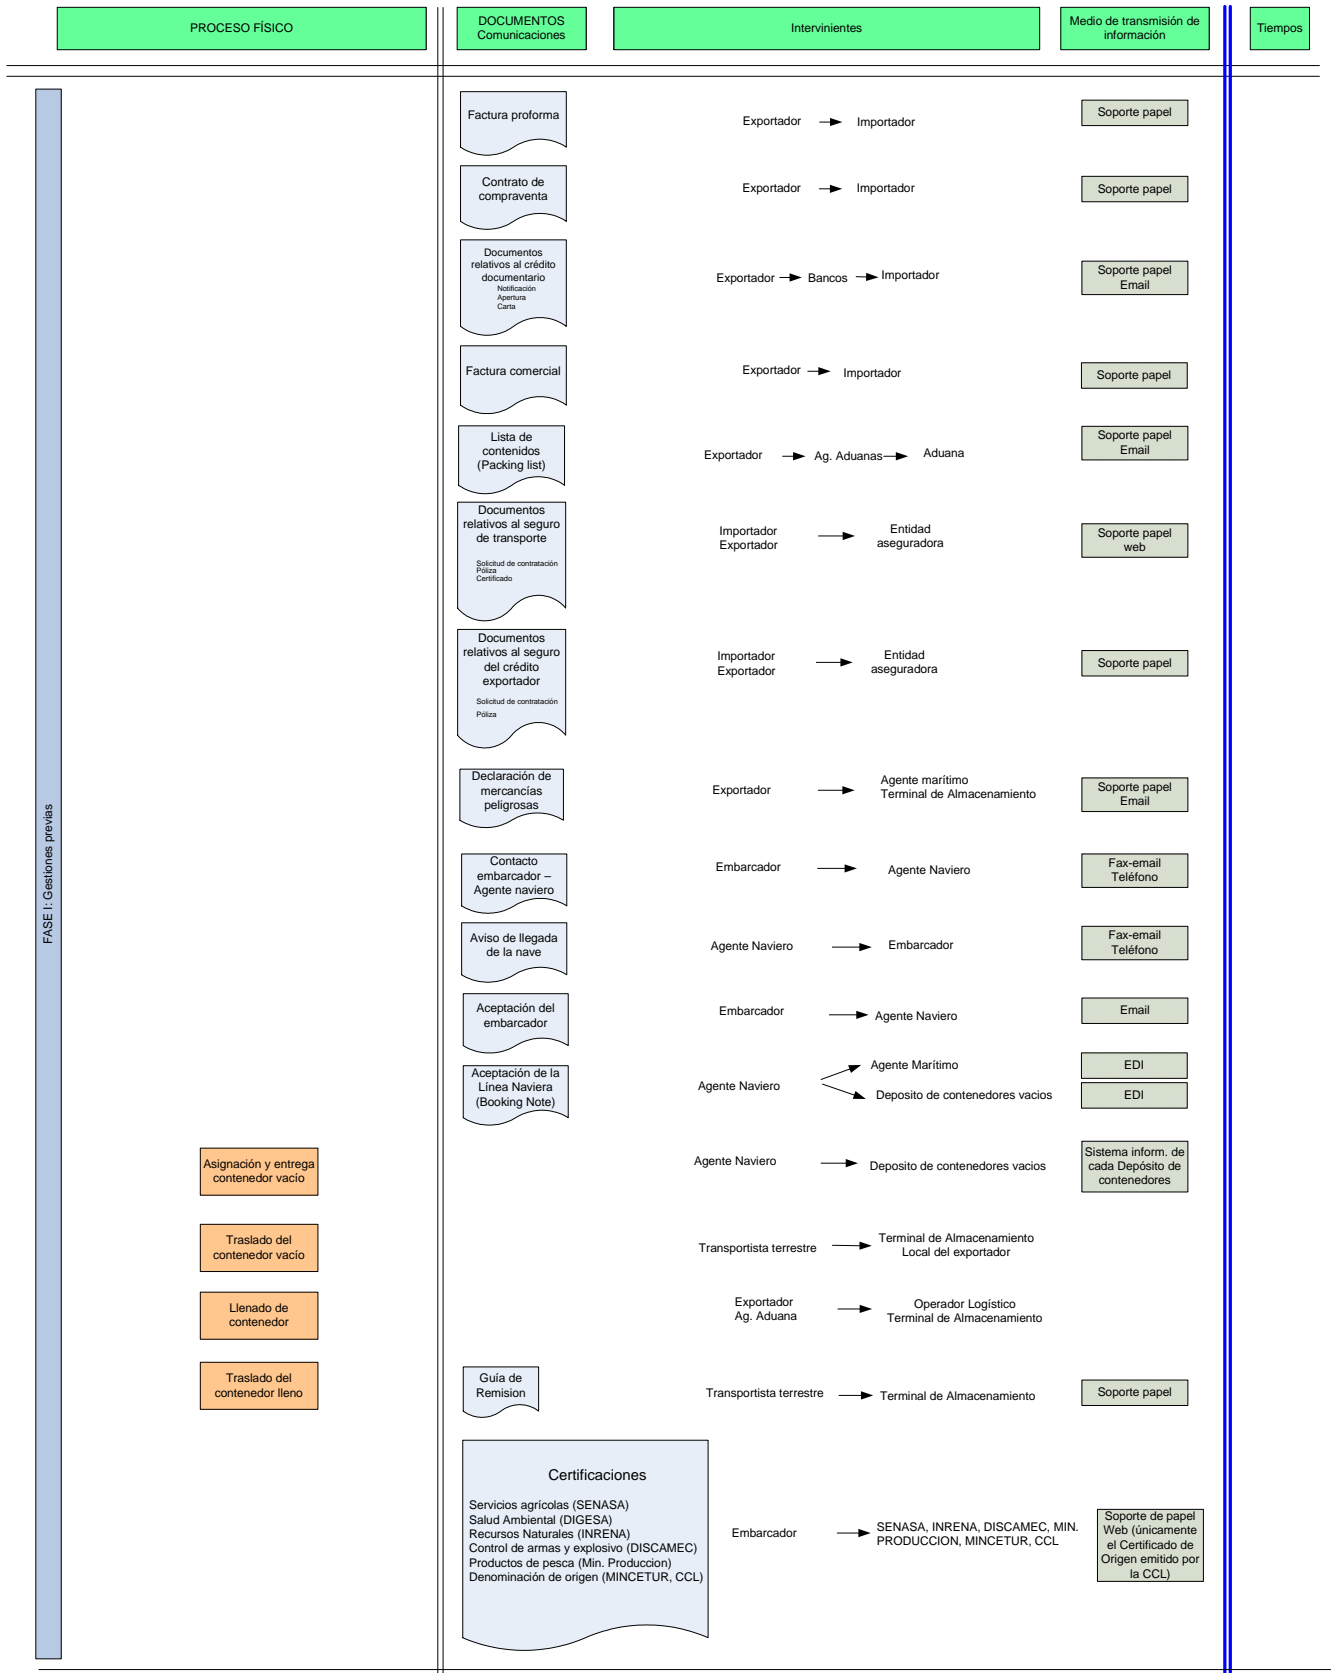 PROCESO FÍSICO
DOCUMENTOS
Comunicaciones
Intervinientes
Medio de transmisión de
información
Tiempos
FASE I: Gestiones previas
Factura proforma
Exportador
Importador
Soporte papel
Contrato de
compraventa
Exportador
Importador
Soporte papel
Documentos
relativos al crédito
documentario
Notificación
Apertura
Carta
Exportador
Bancos
Importador
Soporte papel
Email
Factura comercial
Exportador
Importador
Soporte papel
Lista de
contenidos
(Packing list)
Exportador
Ag. Aduanas
Aduana
Soporte papel
Email
Documentos
relativos al seguro
de transporte
Solicitud de contratación
Póliza
Certificado
Importador
Exportador
Entidad
aseguradora
Soporte papel
web
Documentos
relativos al seguro
del crédito
exportador
Solicitud de contratación
Póliza
Importador
Exportador
Entidad
aseguradora
Soporte papel
Declaración de
mercancías
peligrosas
Exportador
Agente marítimo
Terminal de Almacenamiento
Soporte papel
Email
Contacto
embarcador –
Agente naviero
Embarcador
Agente Naviero
Fax-email
Teléfono
Aviso de llegada
de la nave
Agente Naviero
Embarcador
Fax-email
Teléfono
Aceptación del
embarcador
Embarcador
Agente Naviero
Email
Aceptación de la
Línea Naviera
(Booking Note)
Agente Naviero
Agente Marítimo
Deposito de contenedores vacios
EDI
EDI
Asignación y entrega
contenedor vacío
Agente Naviero
Deposito de contenedores vacios
Sistema inform. de
cada Depósito de
contenedores
Traslado del
contenedor vacío
Transportista terrestre
Terminal de Almacenamiento
Local del exportador
Llenado de
contenedor
Exportador
Ag. Aduana
Operador Logístico
Terminal de Almacenamiento
Traslado del
contenedor lleno
Guía de
Remision
Transportista terrestre
Terminal de Almacenamiento
Soporte papel
Certificaciones
Servicios agrícolas (SENASA)
Salud Ambiental (DIGESA)
Recursos Naturales (INRENA)
Control de armas y explosivo (DISCAMEC)
Productos de pesca (Min. Produccion)
Denominación de origen (MINCETUR, CCL)
Embarcador
SENASA, INRENA, DISCAMEC, MIN.
PRODUCCION, MINCETUR, CCL
Soporte de papel
Web (únicamente
el Certificado de
Origen emitido por
la CCL)